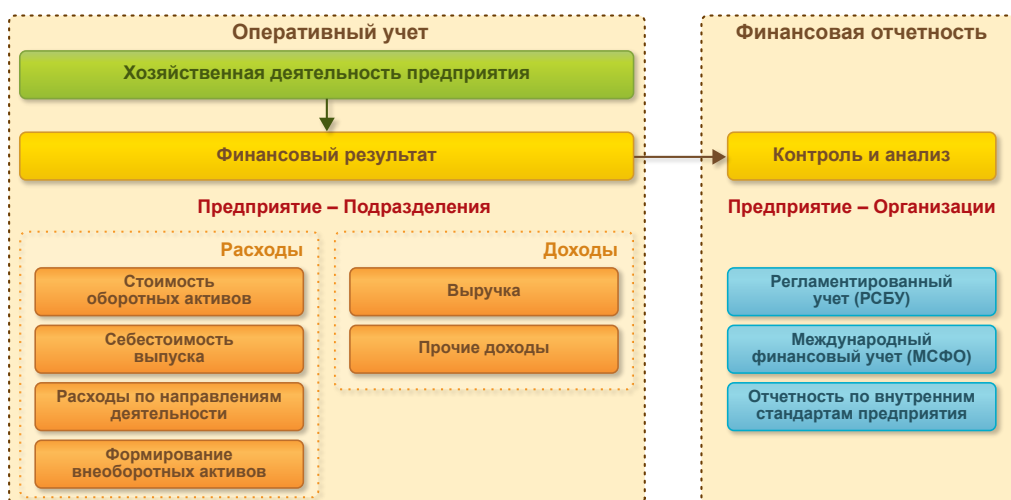 Оперативный учет
Хозяйственная деятельность предприятия
Финансовый результат
Предприятие – Подразделения
Расходы
Стоимость
оборотных активов
Себестоимость
выпуска
Расходы по направлениям
деятельности
Формирование
внеоборотных активов
Доходы
Выручка
Прочие доходы
Финансовая отчетность
Контроль и анализ
Предприятие – Организации
Регламентированный
учет (РСБУ)
Международный
финансовый учет (МСФО)
Отчетность по внутренним
стандартам предприятия